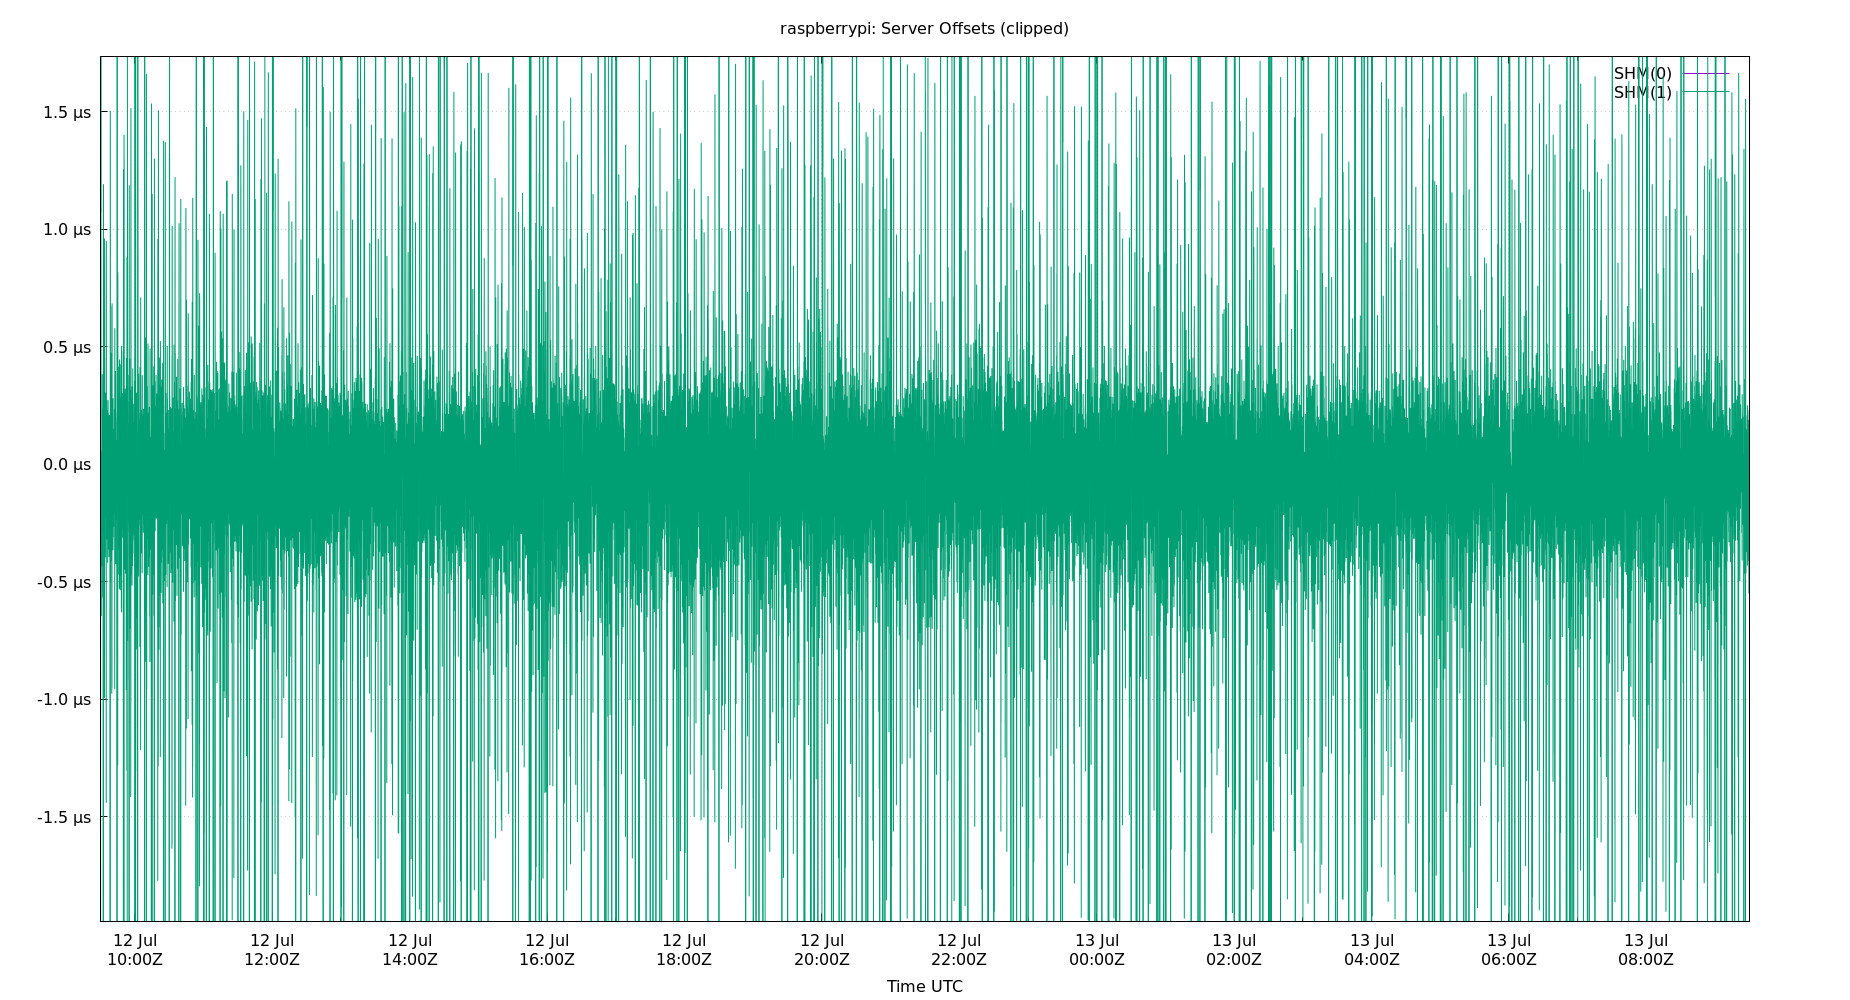 raspberrypi: Server Offsets (clipped)
SHM(0)
SHM(1)
1.5 µs
1.0 µs
0.5 µs
0.0 µs
-0.5 µs
-1.0 µs
-1.5 µs
12 Jul 12 Jul 12 Jul 12 Jul 12 Jul 12 Jul 12 Jul 13 Jul 13 Jul 13 Jul 13 Jul 13 Jul
10:00Z 12:00Z 14:00Z 16:00Z 18:00Z 20:00Z 22:00Z 00:00Z 02:00Z 04:00Z 06:00Z 08:00Z
Time UTC